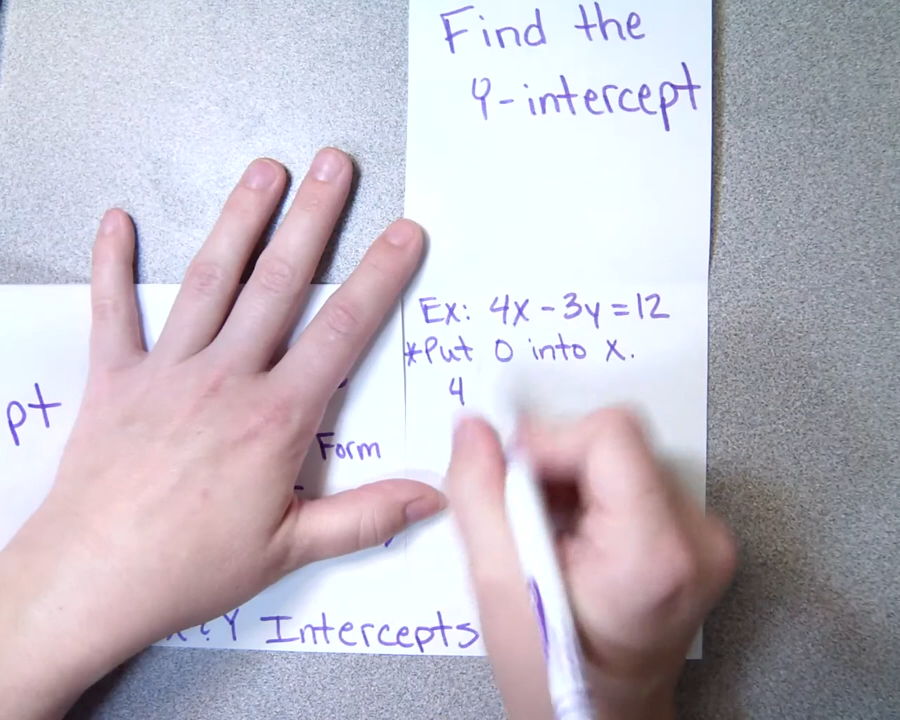 Find the
Y-intercept
Ex: 4x - 3y = 12
*Put 0 into x.
4
pt
Form
X & Y Intercepts